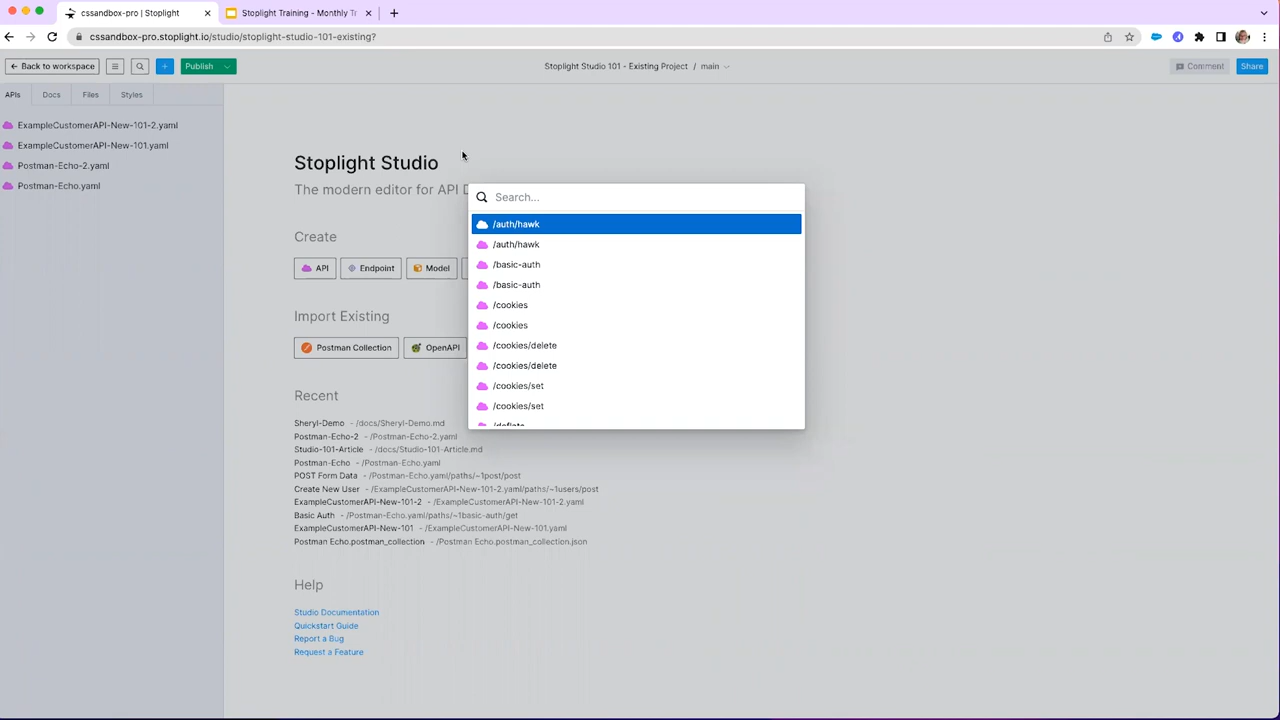 cssandbox-pro | Stoplight
Stoplight Training - Monthly Tr
cssandbox-pro.stoplight.io/studio/stoplight-studio-101-existing?
Back to workspace
Publish
Stoplight Studio 101 - Existing Project / main
Comment
Share
APIs
Docs
Files
Styles
ExampleCustomerAPI-New-101-2.yaml
ExampleCustomerAPI-New-101.yaml
Postman-Echo-2.yaml
Postman-Echo.yaml
Stoplight Studio
The modern editor for API D
Create
API
Endpoint
Model
Import Existing
Postman Collection
OpenAPI
Recent
Sheryl-Demo - /docs/Sheryl-Demo.md
Postman-Echo-2 - /Postman-Echo-2.yaml
Studio-101-Article - /docs/Studio-101-Article.md
Postman-Echo - /Postman-Echo.yaml
POST Form Data - /Postman-Echo.yaml/paths/~1post/post
Create New User - /ExampleCustomerAPI-New-101-2.yaml/paths/~1users/post
ExampleCustomerAPI-New-101-2 - /ExampleCustomerAPI-New-101-2.yaml
Basic Auth - /Postman-Echo.yaml/paths/~1basic-auth/get
ExampleCustomerAPI-New-101 - /ExampleCustomerAPI-New-101.yaml
Postman Echo.postman_collection - /Postman Echo.postman_collection.json
Help
Studio Documentation
Quickstart Guide
Report a Bug
Request a Feature
Search...
/auth/hawk
/auth/hawk
/basic-auth
/basic-auth
/cookies
/cookies
/cookies/delete
/cookies/delete
/cookies/set
/cookies/set
/deflate